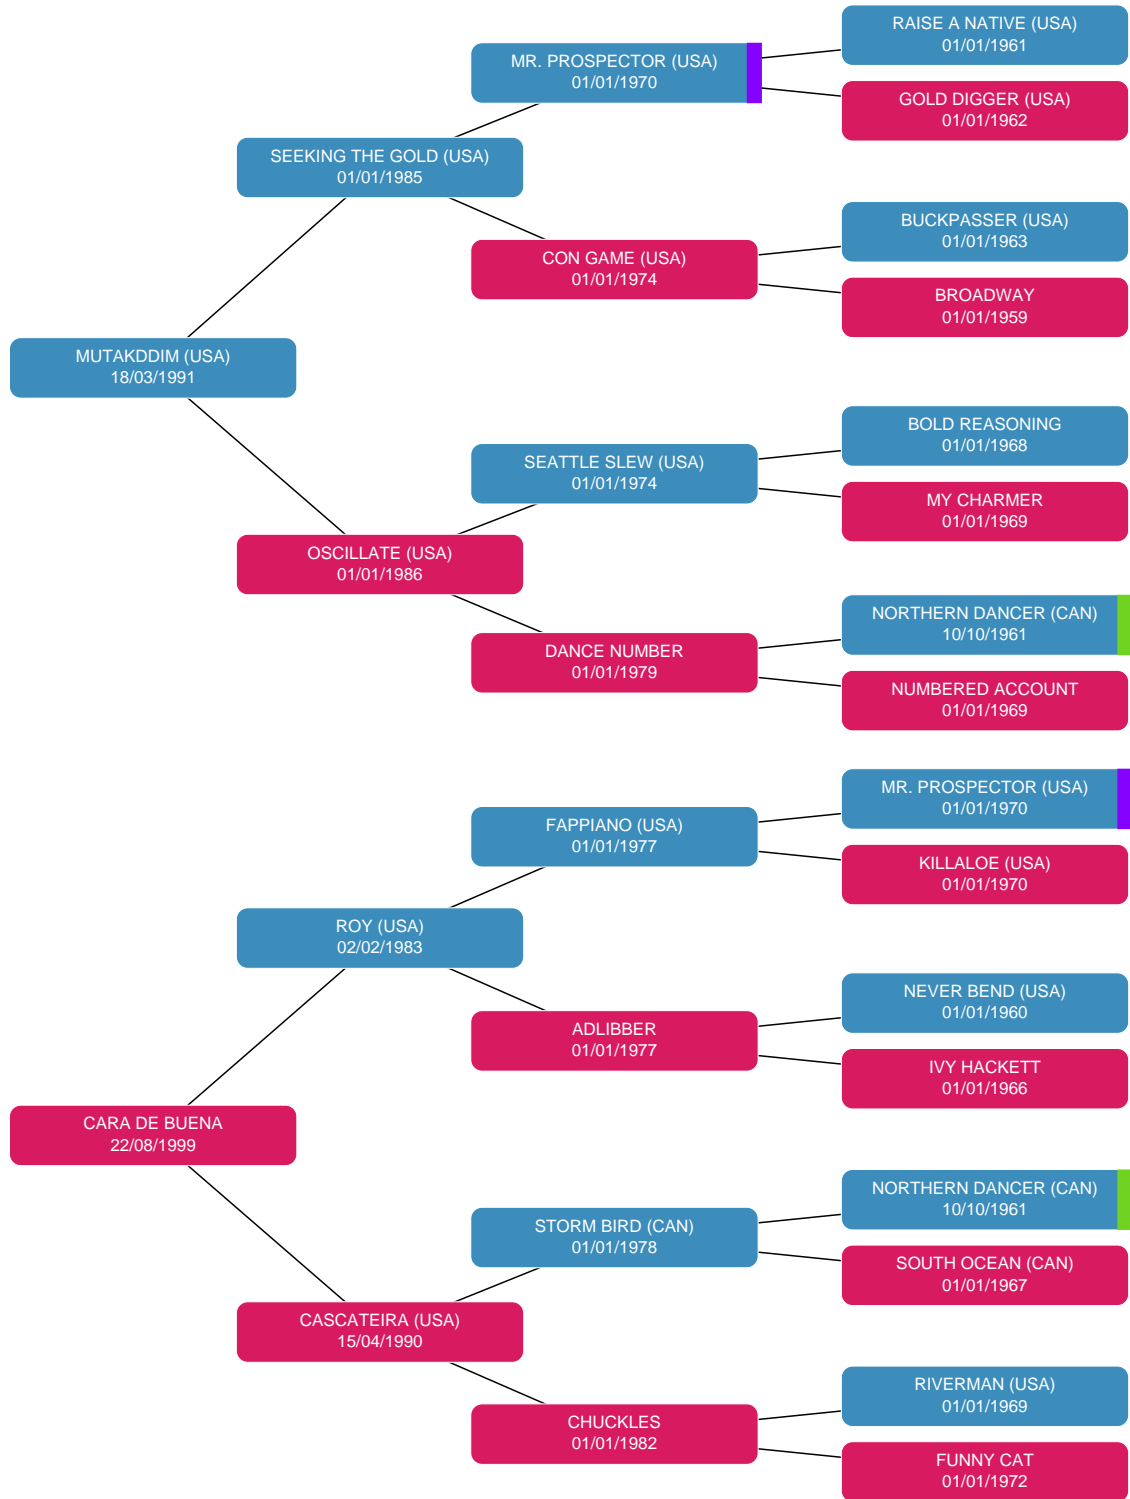 RAISE A NATIVE (USA)
01/01/1961
MR. PROSPECTOR (USA)
01/01/1970
GOLD DIGGER (USA)
01/01/1962
SEEKING THE GOLD (USA)
01/01/1985
BUCKPASSER (USA)
01/01/1963
CON GAME (USA)
01/01/1974
BROADWAY
01/01/1959
MUTAKDDIM (USA)
18/03/1991
BOLD REASONING
01/01/1968
SEATTLE SLEW (USA)
01/01/1974
MY CHARMER
01/01/1969
OSCILLATE (USA)
01/01/1986
NORTHERN DANCER (CAN)
10/10/1961
DANCE NUMBER
01/01/1979
NUMBERED ACCOUNT
01/01/1969
MR. PROSPECTOR (USA)
01/01/1970
FAPPIANO (USA)
01/01/1977
KILLALOE (USA)
01/01/1970
ROY (USA)
02/02/1983
NEVER BEND (USA)
01/01/1960
ADLIBBER
01/01/1977
IVY HACKETT
01/01/1966
CARA DE BUENA
22/08/1999
NORTHERN DANCER (CAN)
10/10/1961
STORM BIRD (CAN)
01/01/1978
SOUTH OCEAN (CAN)
01/01/1967
CASCATEIRA (USA)
15/04/1990
RIVERMAN (USA)
01/01/1969
CHUCKLES
01/01/1982
FUNNY CAT
01/01/1972